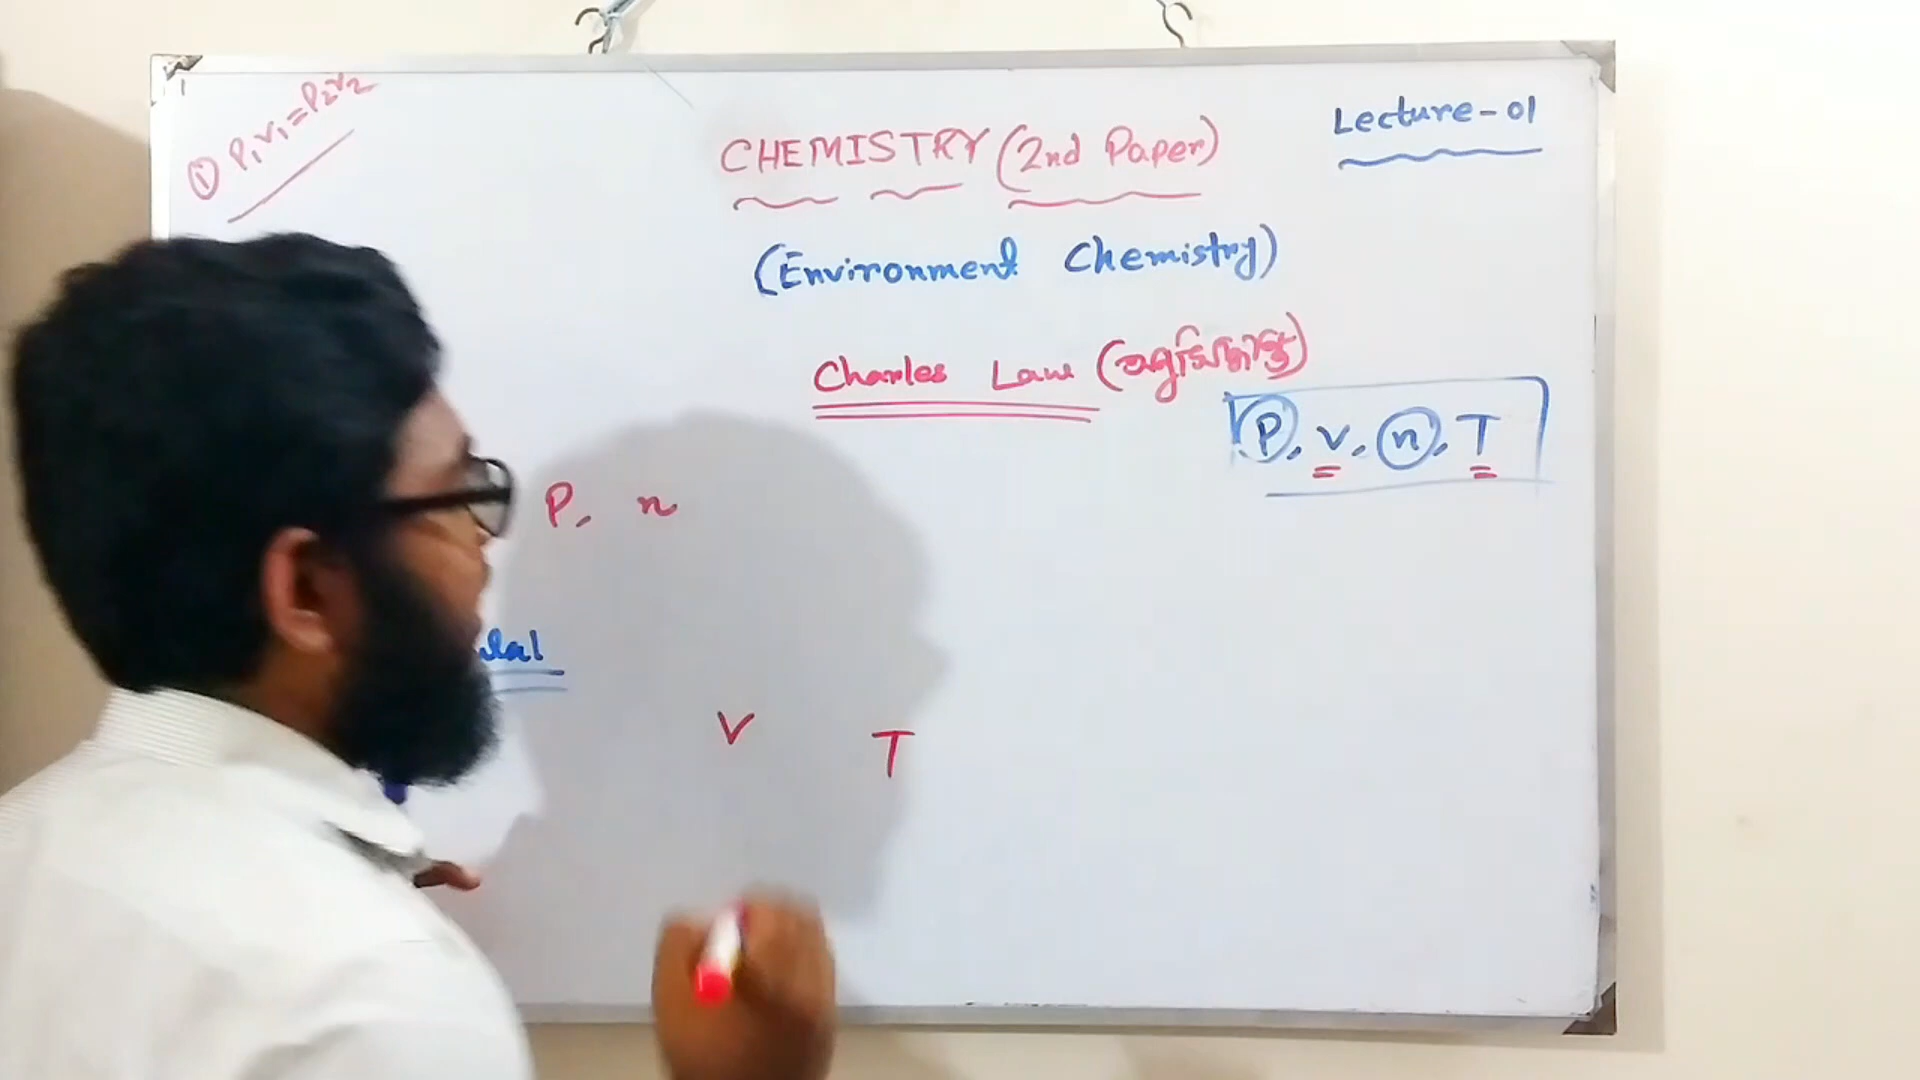 ① P₁V₁=P₂V₂
CHEMISTRY (2nd Paper)
Lecture-01
(Environment Chemistry)
Charles Law
P, V, n, T
P, n
V T